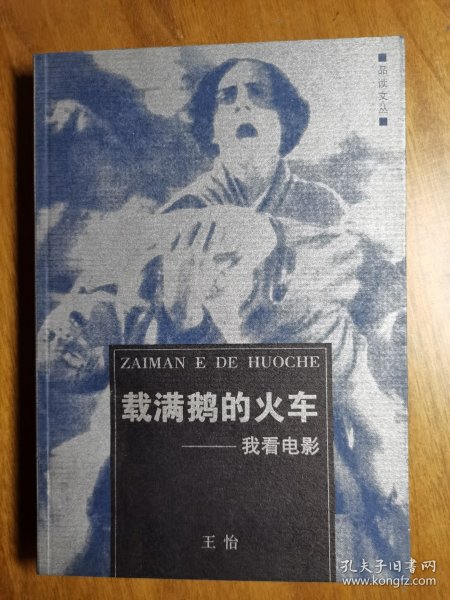 ■品读文丛■
ZAIMAN E DE HUOCHE
载满鹅的火车
——我看电影
王怡
孔夫子旧书网
www.kongfz.com